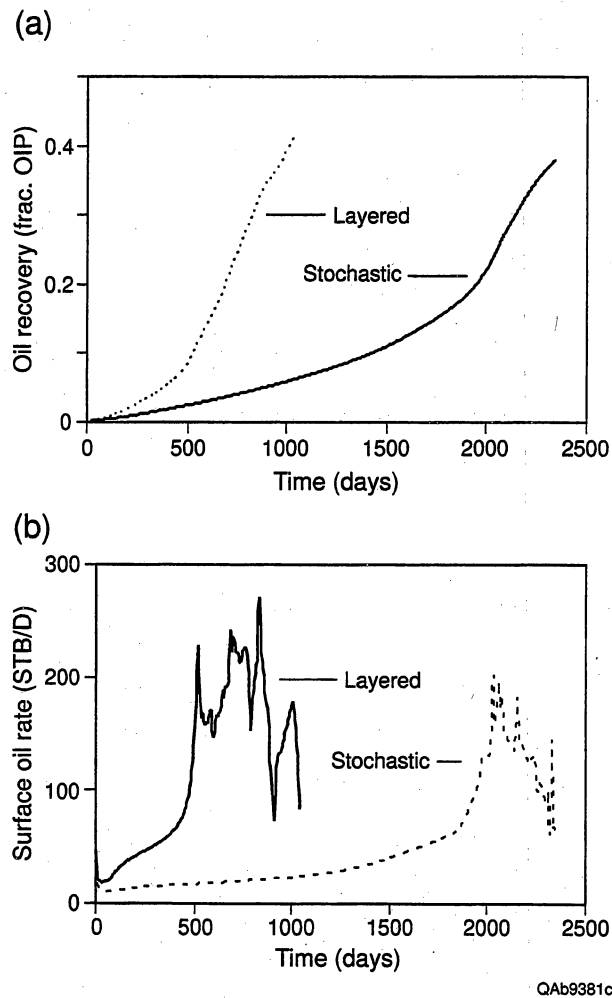 (a)
Oil recovery (frac. OIP)
0.4
0.2
0
Layered
Stochastic
0 500 1000 1500 2000 2500
Time (days)
(b)
Surface oil rate (STB/D)
300
200
100
0
Layered
Stochastic
0 500 1000 1500 2000 2500
Time (days)
QAb9381c